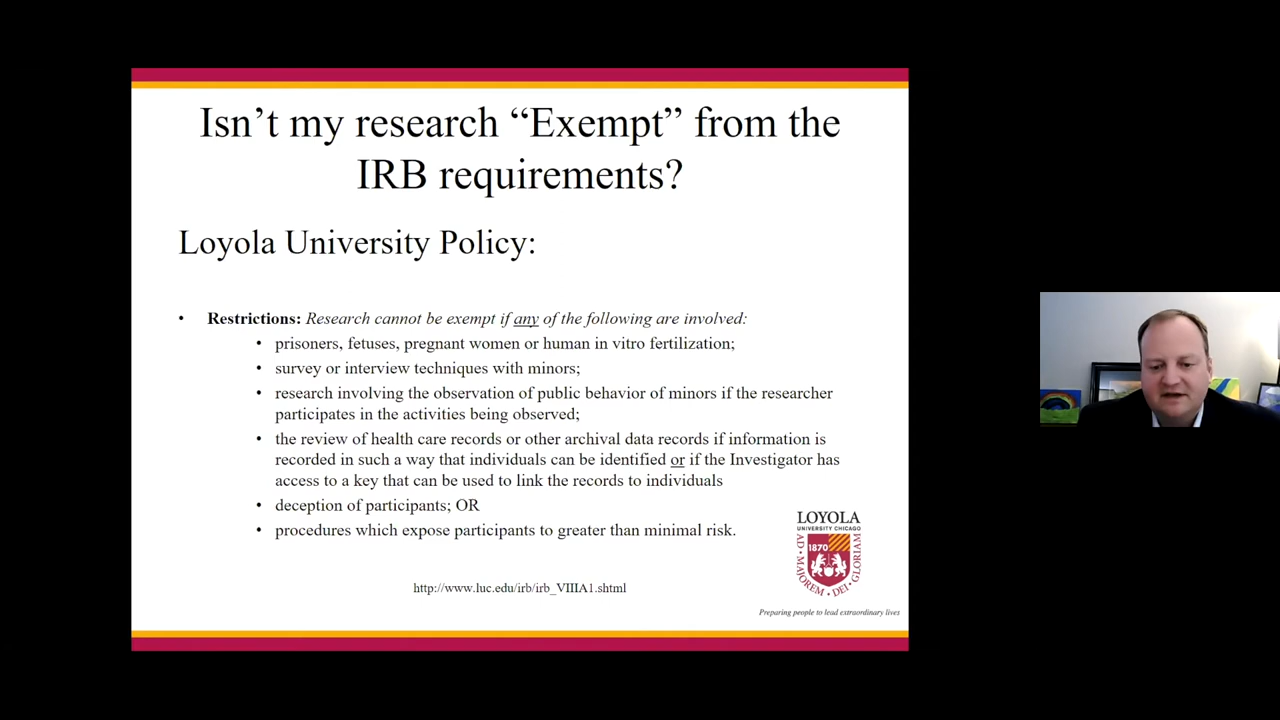 Isn’t my research “Exempt” from the
IRB requirements?
Loyola University Policy:
• Restrictions: Research cannot be exempt if any of the following are involved:
• prisoners, fetuses, pregnant women or human in vitro fertilization;
• survey or interview techniques with minors;
• research involving the observation of public behavior of minors if the researcher
participates in the activities being observed;
• the review of health care records or other archival data records if information is
recorded in such a way that individuals can be identified or if the Investigator has
access to a key that can be used to link the records to individuals
• deception of participants; OR
• procedures which expose participants to greater than minimal risk.
http://www.luc.edu/irb/irb_VIIIA1.shtml
LOYOLA
UNIVERSITY CHICAGO
1870
AD • MAJOREM • DEI • GLORIAM
Preparing people to lead extraordinary lives